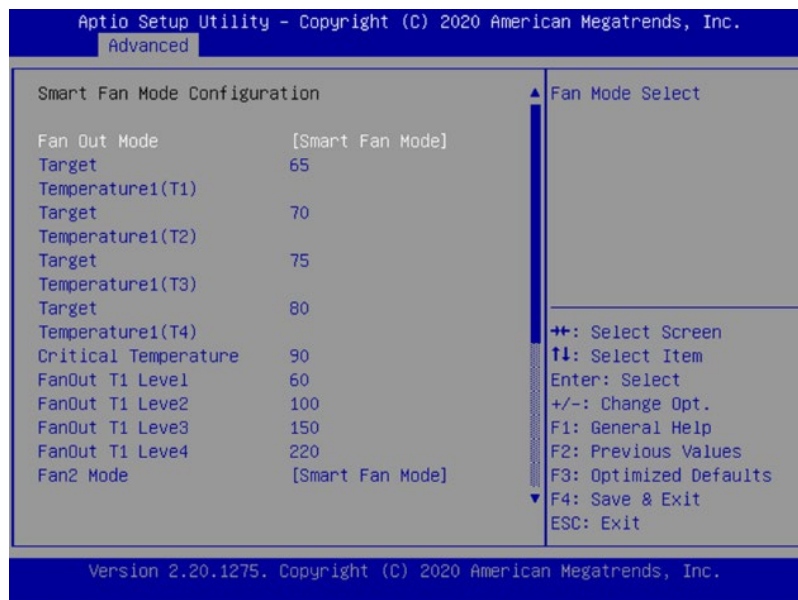 Aptio Setup Utility – Copyright (C) 2020 American Megatrends, Inc.
Advanced
Smart Fan Mode Configuration
Fan Out Mode [Smart Fan Mode]
Target 65
Temperature1(T1)
Target 70
Temperature1(T2)
Target 75
Temperature1(T3)
Target 80
Temperature1(T4)
Critical Temperature 90
FanOut T1 Level 60
FanOut T1 Leve2 100
FanOut T1 Leve3 150
FanOut T1 Leve4 220
Fan2 Mode [Smart Fan Mode]
Fan Mode Select
→←: Select Screen
↑↓: Select Item
Enter: Select
+/-: Change Opt.
F1: General Help
F2: Previous Values
F3: Optimized Defaults
F4: Save & Exit
ESC: Exit
Version 2.20.1275. Copyright (C) 2020 American Megatrends, Inc.